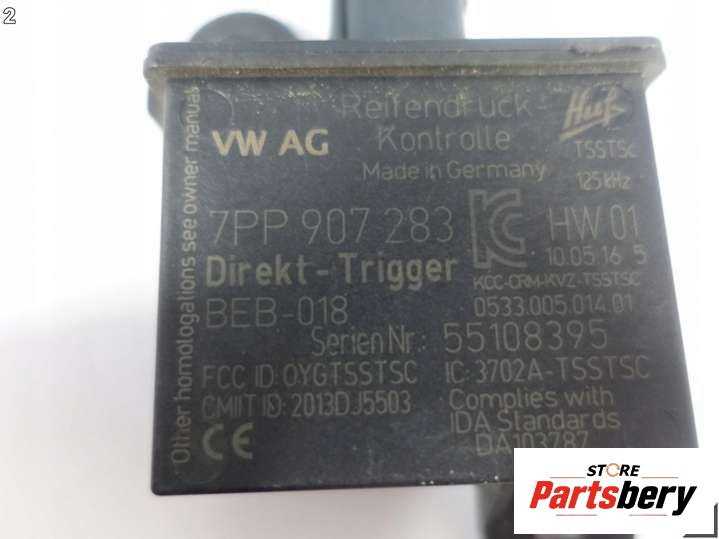 2
Reifendruck
Kontrolle
Made in Germany
VW AG
Huf
TSSTSc
125kHz
7PP 907 283
HW 01
10.05.16 5
Direkt-Trigger
KCC-CRM-KVZ-TSSTSC
BEB-018
0533.005.014.01
Serien Nr.: 55108395
FCC ID: OYGTSSTSC IC: 3702A-TSSTSC
CMIIT ID: 2013DJ5503
Complies with
IDA Standards
DA103787
CE
Other homologations see owner manual
STORE
Partsbery